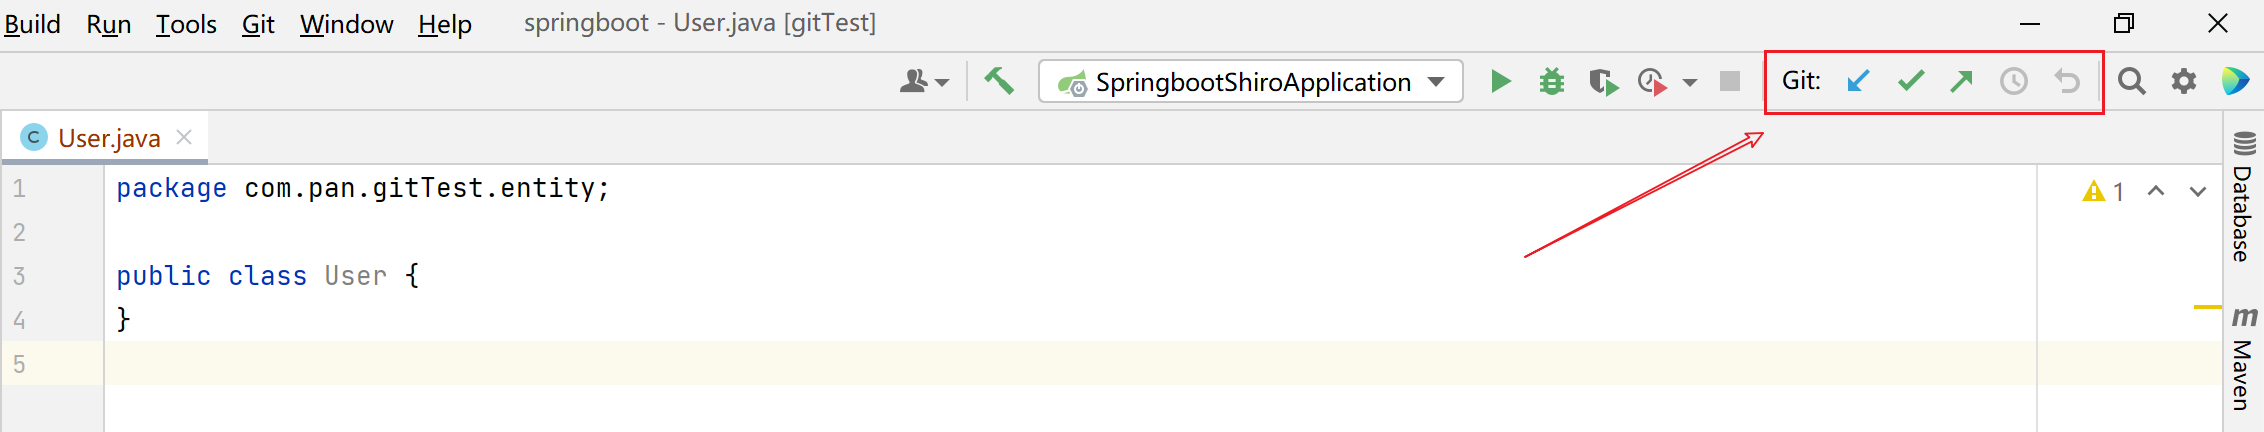 Build Run Tools Git Window Help springboot - User.java [gitTest]
SpringbootShiroApplication Git:
C User.java
1 package com.pan.gitTest.entity;
2
3 public class User {
4 }
5
1
Database
m Maven